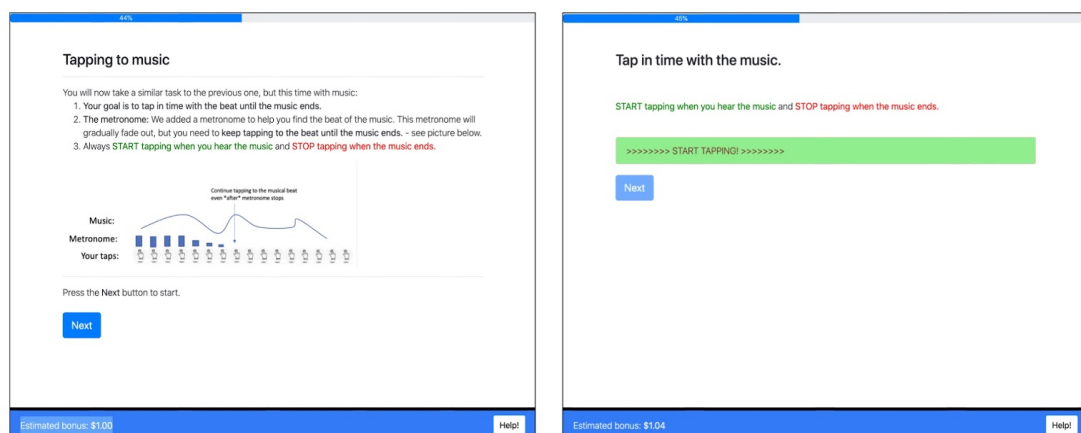 44%
Tapping to music
You will now take a similar task to the previous one, but this time with music:
1. Your goal is to tap in time with the beat until the music ends.
2. The metronome: We added a metronome to help you find the beat of the music. This metronome will
gradually fade out, but you need to keep tapping to the beat until the music ends. - see picture below.
3. Always START tapping when you hear the music and STOP tapping when the music ends.
Continue tapping to the musical beat
even *after* metronome stops
Music:
Metronome:
Your taps:
Press the Next button to start.
Next
Estimated bonus: $1.00
Help!
45%
Tap in time with the music.
START tapping when you hear the music and STOP tapping when the music ends.
>>>>>>>> START TAPPING! >>>>>>>>
Next
Estimated bonus: $1.04
Help!